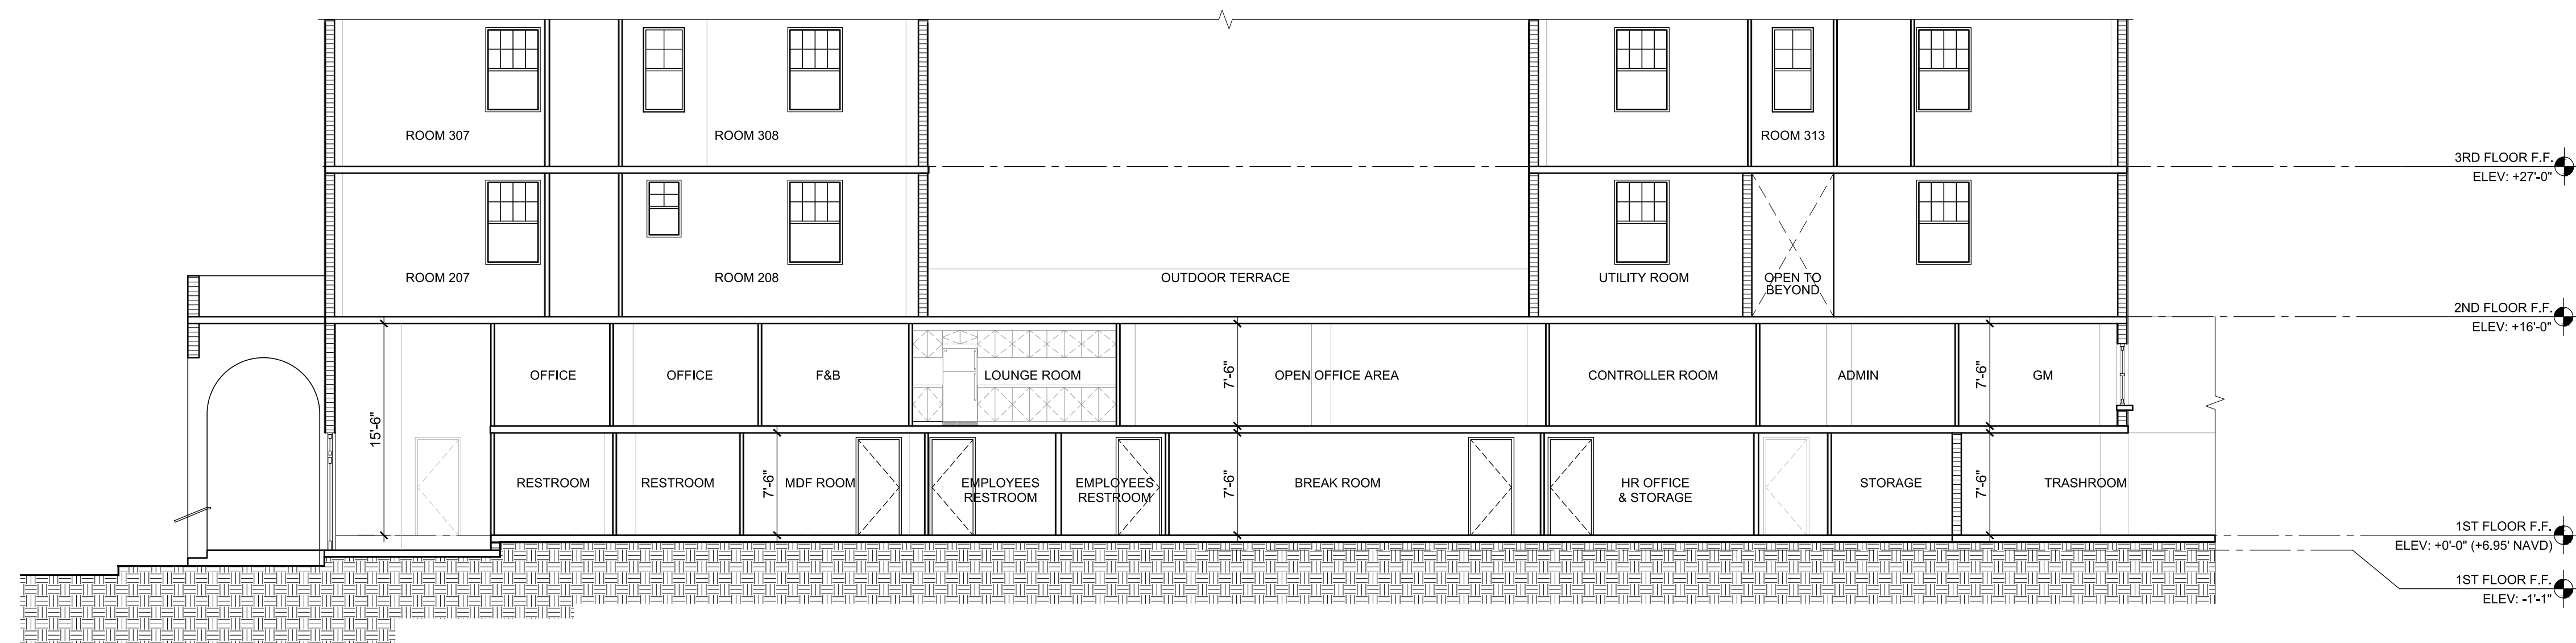 ROOM 307
ROOM 308
ROOM 313
3RD FLOOR F.F.
ELEV: +27'-0"
ROOM 207
ROOM 208
OUTDOOR TERRACE
UTILITY ROOM
OPEN TO
BEYOND
2ND FLOOR F.F.
ELEV: +16'-0"
15'-6"
OFFICE
OFFICE
F&B
LOUNGE ROOM
7'-6"
OPEN OFFICE AREA
CONTROLLER ROOM
ADMIN
7'-6"
GM
RESTROOM
RESTROOM
7'-6"
MDF ROOM
EMPLOYEES
RESTROOM
EMPLOYEES
RESTROOM
7'-6"
BREAK ROOM
HR OFFICE
& STORAGE
STORAGE
7'-6"
TRASHROOM
1ST FLOOR F.F.
ELEV: +0'-0" (+6,95' NAVD)
1ST FLOOR F.F.
ELEV: -1'-1"